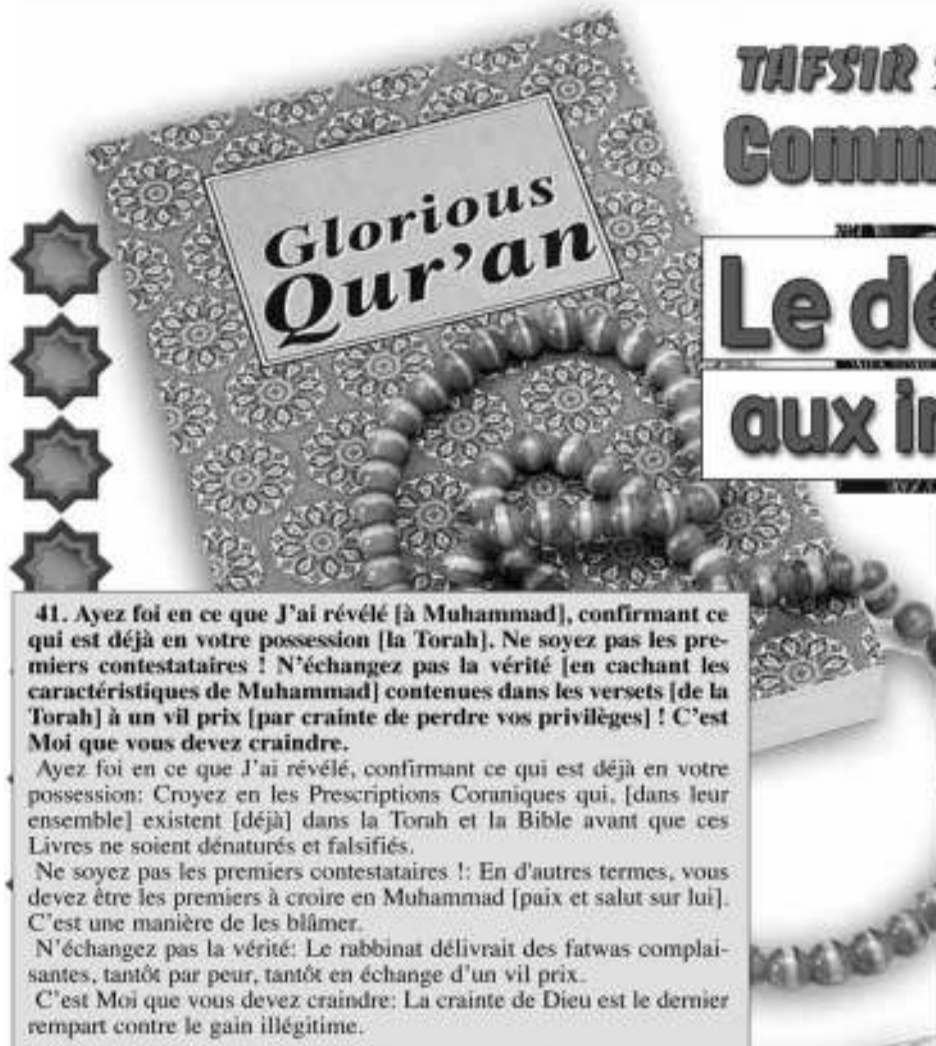 TAFSIR
Comm
Glorious
Qur’an
Le dé
aux in
41. Ayez foi en ce que J’ai révélé [à Muhammad], confirmant ce
qui est déjà en votre possession [la Torah]. Ne soyez pas les pre-
miers contestataires ! N’échangez pas la vérité [en cachant les
caractéristiques de Muhammad] contenues dans les versets [de la
Torah] à un vil prix [par crainte de perdre vos privilèges] ! C’est
Moi que vous devez craindre.
Ayez foi en ce que J’ai révélé, confirmant ce qui est déjà en votre
possession: Croyez en les Prescriptions Coraniques qui, [dans leur
ensemble] existent [déjà] dans la Torah et la Bible avant que ces
Livres ne soient dénaturés et falsifiés.
Ne soyez pas les premiers contestataires !: En d'autres termes, vous
devez être les premiers à croire en Muhammad [paix et salut sur lui].
C’est une manière de les blâmer.
N’échangez pas la vérité: Le rabbinat délivrait des fatwas complai-
santes, tantôt par peur, tantôt en échange d’un vil prix.
C’est Moi que vous devez craindre: La crainte de Dieu est le dernier
rempart contre le gain illégitime.